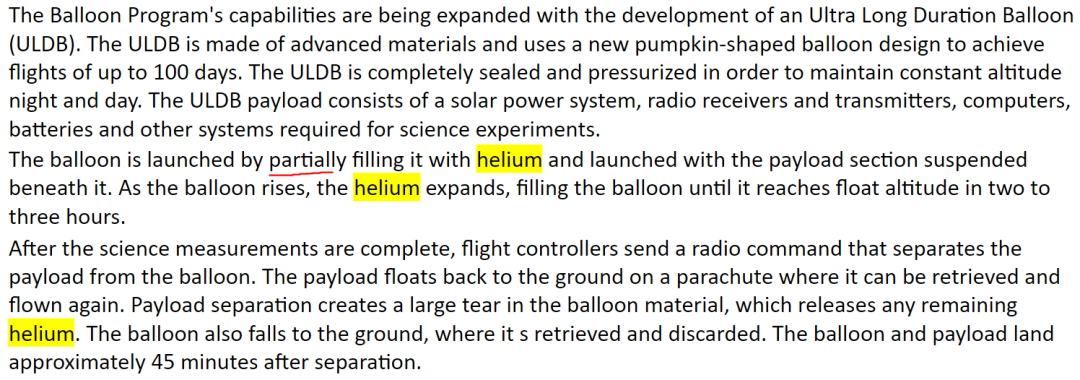 The Balloon Program's capabilities are being expanded with the development of an Ultra Long Duration Balloon
(ULDB). The ULDB is made of advanced materials and uses a new pumpkin-shaped balloon design to achieve
flights of up to 100 days. The ULDB is completely sealed and pressurized in order to maintain constant altitude
night and day. The ULDB payload consists of a solar power system, radio receivers and transmitters, computers,
batteries and other systems required for science experiments.
The balloon is launched by partially filling it with helium and launched with the payload section suspended
beneath it. As the balloon rises, the helium expands, filling the balloon until it reaches float altitude in two to
three hours.
After the science measurements are complete, flight controllers send a radio command that separates the
payload from the balloon. The payload floats back to the ground on a parachute where it can be retrieved and
flown again. Payload separation creates a large tear in the balloon material, which releases any remaining
helium. The balloon also falls to the ground, where it s retrieved and discarded. The balloon and payload land
approximately 45 minutes after separation.